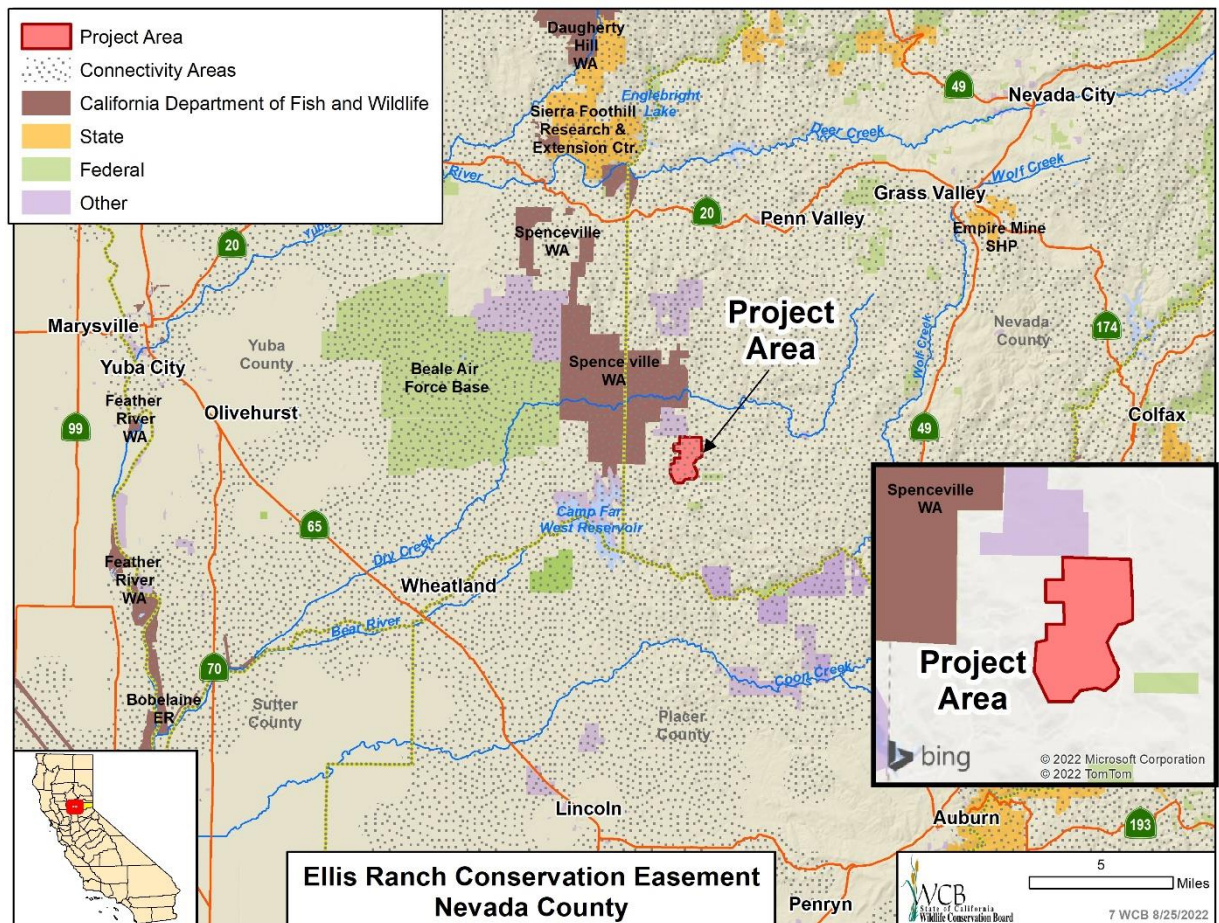 Project Area
Connectivity Areas
California Department of Fish and Wildlife
State
Federal
Other
Daugherty
Hill
WA
Englebright
Lake
Sierra Foothill
Research &
Extension Ctr.
49
Nevada City
Deer Creek
Wolf Creek
River
Grass Valley
20
Penn Valley
Empire Mine
SHP
Spenceville
WA
20
Yuba
Marysville
Yuba City
Yuba
County
Project
Area
Nevada
County
174
Beale Air
Force Base
Spenceville
WA
Wolf Creek
Feather
River
WA
Olivehurst
99
49
Colfax
65
Camp Far
West Reservoir
Dry Creek
Wheatland
Feather
River
WA
Bear River
70
Coon Creek
Bobelaine
ER
Sutter
County
Placer
County
Spenceville
WA
Project
Area
bing
© 2022 Microsoft Corporation
© 2022 TomTom
Lincoln
Auburn
193
Penryn
Ellis Ranch Conservation Easement
Nevada County
WCB
State of California
Wildlife Conservation Board
5
Miles
7 WCB 8/25/2022